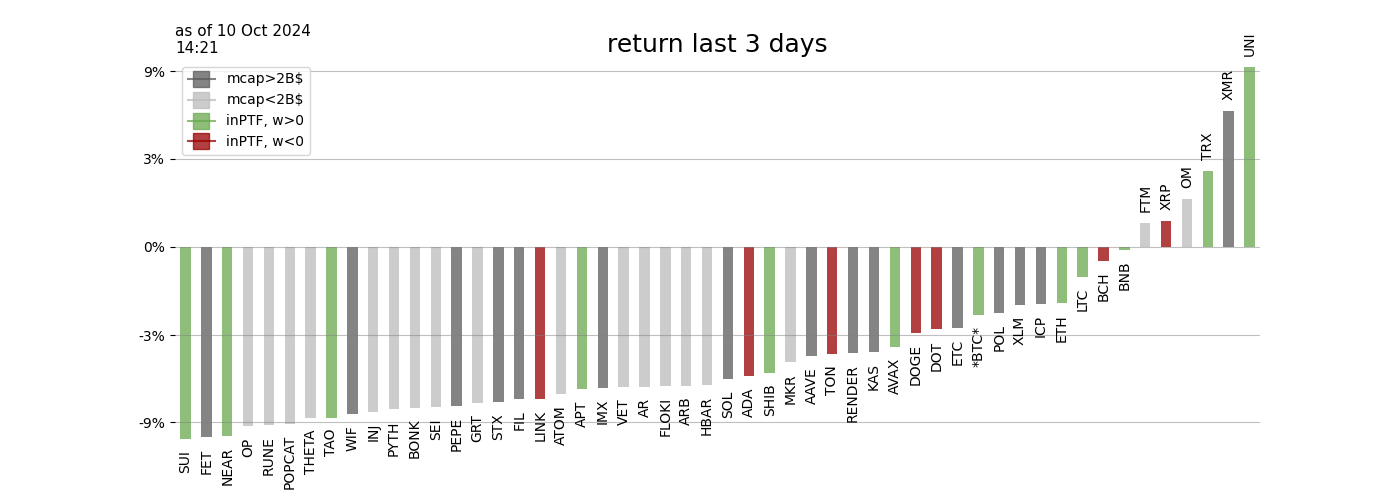 as of 10 Oct 2024
14:21
return last 3 days
mcap>2B$
mcap<2B$
inPTF, w>0
inPTF, w<0
9%
3%
0%
-3%
-9%
SUI
FET
NEAR
OP
RUNE
POPCAT
THETA
TAO
WIF
INJ
PYTH
BONK
SEI
PEPE
GRT
STX
FIL
LINK
ATOM
APT
IMX
VET
AR
FLOKI
ARB
HBAR
SOL
ADA
SHIB
MKR
AAVE
TON
RENDER
KAS
AVAX
DOGE
DOT
ETC
*BTC*
POL
XLM
ICP
ETH
LTC
BCH
BNB
FTM
XRP
OM
TRX
XMR
UNI